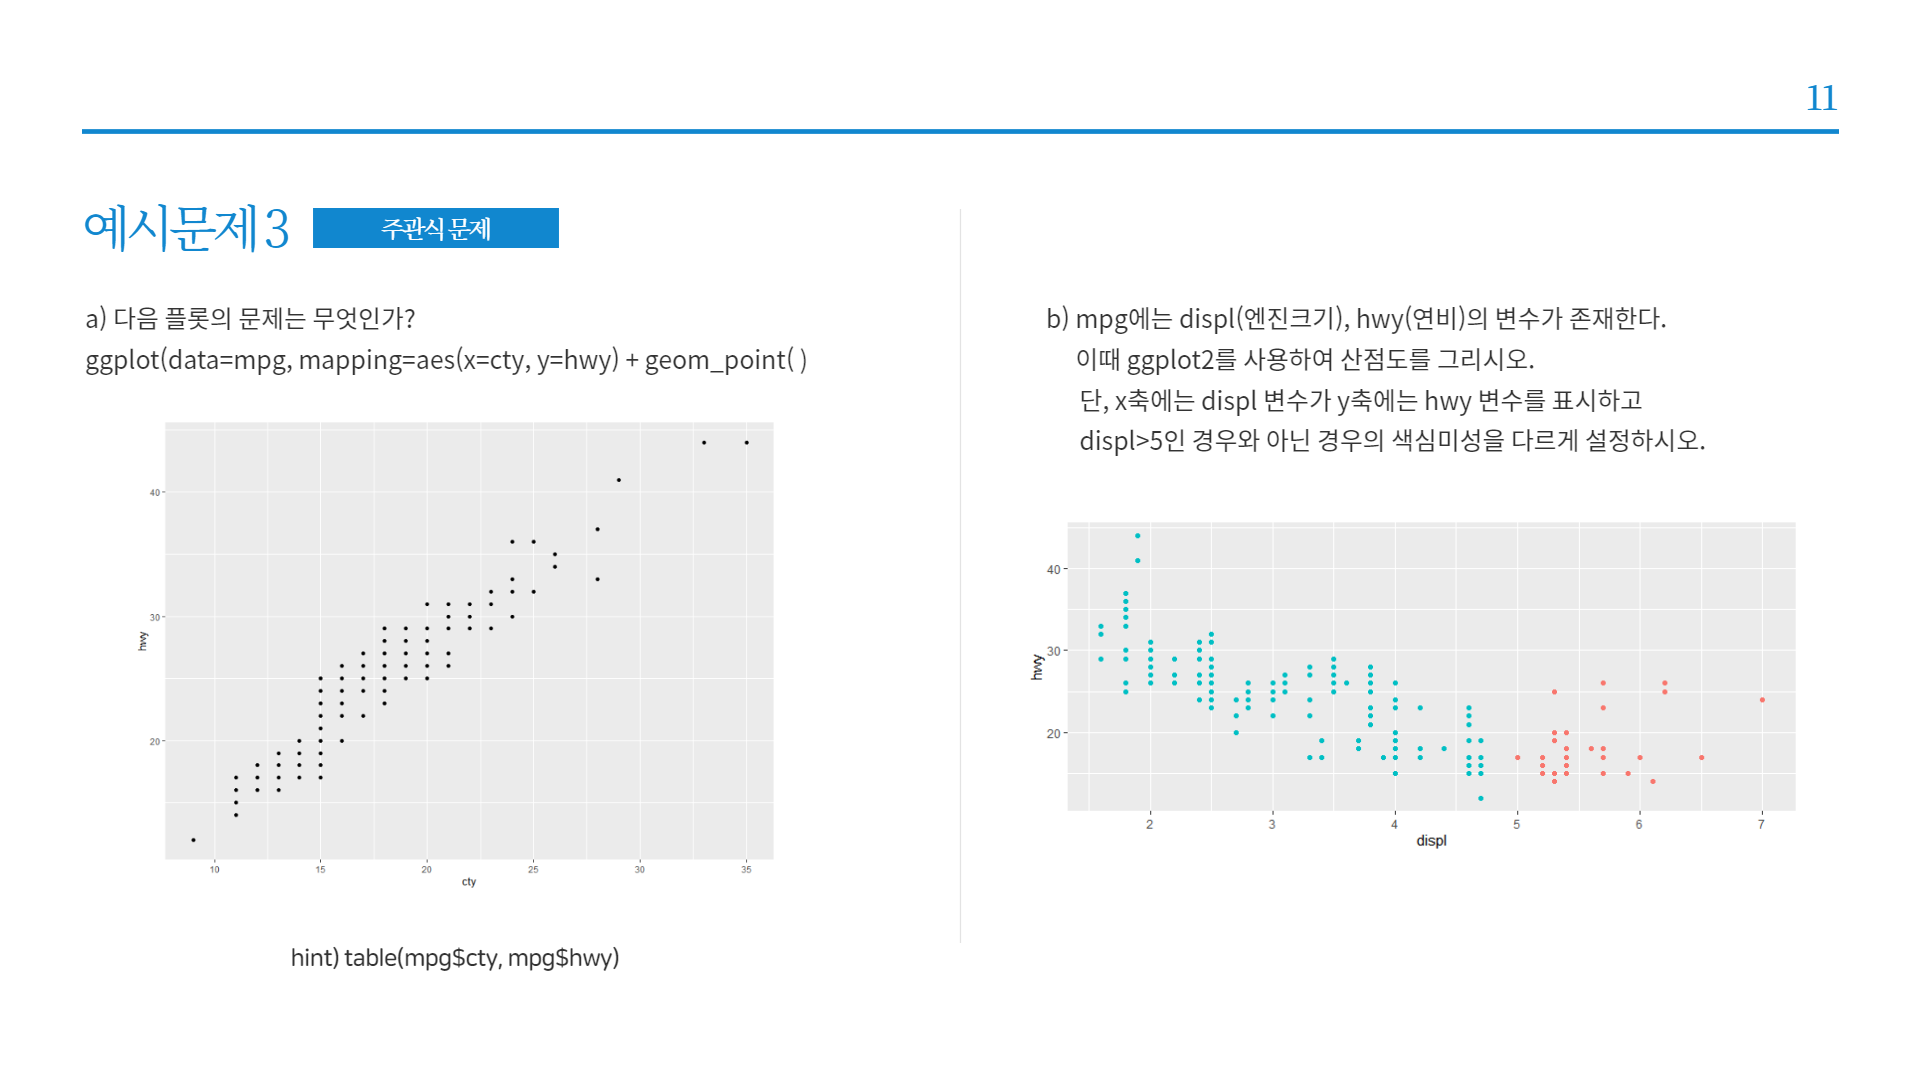 11
예시문제 3
주관식 문제
a) 다음 플롯의 문제는 무엇인가?
ggplot(data=mpg, mapping=aes(x=cty, y=hwy) + geom_point( )
40
30
20
hwy
10 15 20 25 30 35
cty
hint) table(mpg$cty, mpg$hwy)
b) mpg에는 displ(엔진크기), hwy(연비)의 변수가 존재한다.
이때 ggplot2를 사용하여 산점도를 그리시오.
단, x축에는 displ 변수가 y축에는 hwy 변수를 표시하고
displ>5인 경우와 아닌 경우의 색심미성을 다르게 설정하시오.
40
30
20
hwy
2 3 4 5 6 7
displ